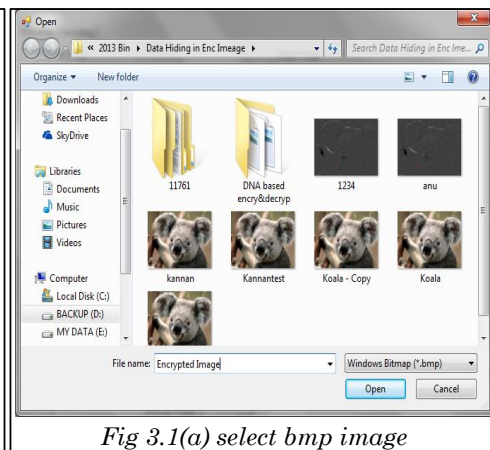 Open
« 2013 Bin ▸ Data Hiding in Enc Imeage ▸
Search Data Hiding in Enc Ime...
Organize ▾ New folder
Downloads
Recent Places
SkyDrive
Libraries
Documents
Music
Pictures
Videos
Computer
Local Disk (C:)
BACKUP (D:)
MY DATA (E:)
11761
DNA based
encry&decryp
1234
anu
kannan
Kannantest
Koala - Copy
Koala
File name: Encrypted Image
Windows Bitmap (*.bmp)
Open Cancel
Fig 3.1(a) select bmp image